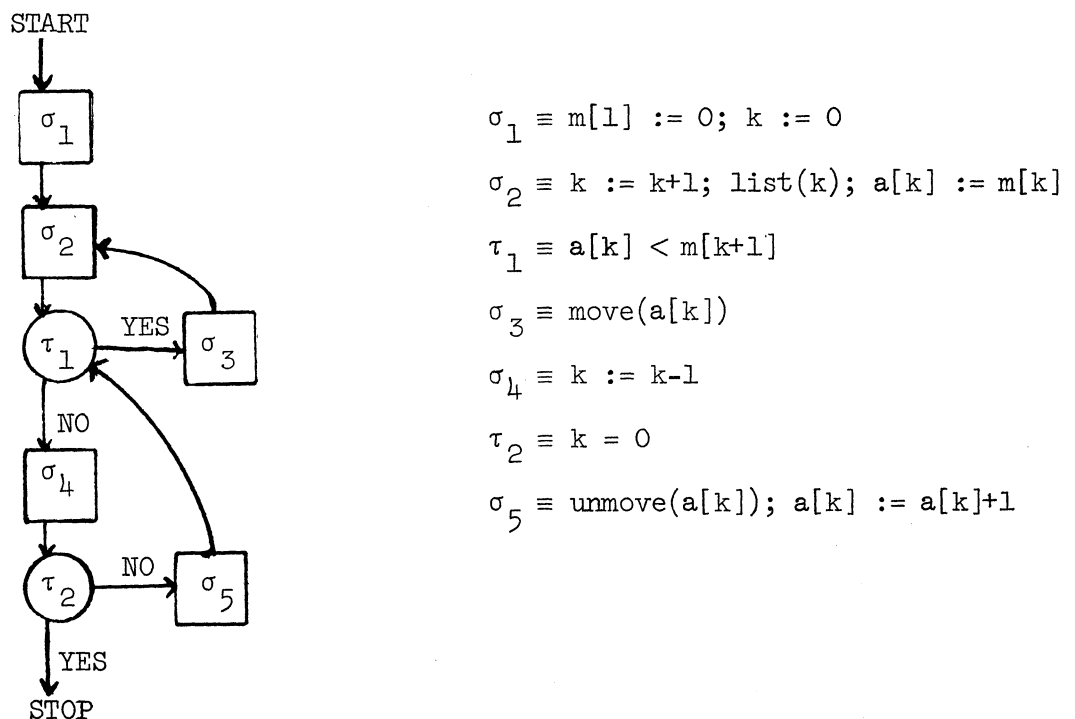 START
σ1
σ2
τ1
YES
σ3
NO
σ4
τ2
NO
σ5
YES
STOP
σ1 ≡ m[1] := 0; k := 0
σ2 ≡ k := k+1; list(k); a[k] := m[k]
τ1 ≡ a[k] < m[k+1]
σ3 ≡ move(a[k])
σ4 ≡ k := k-1
τ2 ≡ k = 0
σ5 ≡ unmove(a[k]); a[k] := a[k]+1